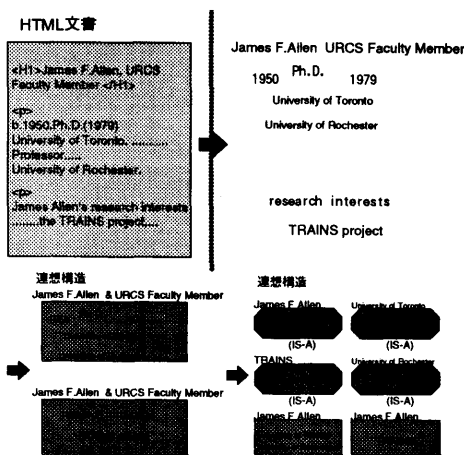 HTML文書
<H1>James F.Allen, URCS
Faculty Member </H1>
<p>
b.1950.Ph.D.(1979)
University of Toronto. ...........
Professor.....
University of Rochester.
<p>
James Allen's research interests
........the TRAINS project....
James F.Allen URCS Faculty Member
1950 Ph.D. 1979
University of Toronto
University of Rochester
research interests
TRAINS project
連想構造
James F.Allen & URCS Faculty Member
James F.Allen & URCS Faculty Member
連想構造
James F.Allen University of Toronto
(IS-A) (IS-A)
TRAINS University of Rochester
(IS-A) (IS-A)
James F.Allen James F.Allen